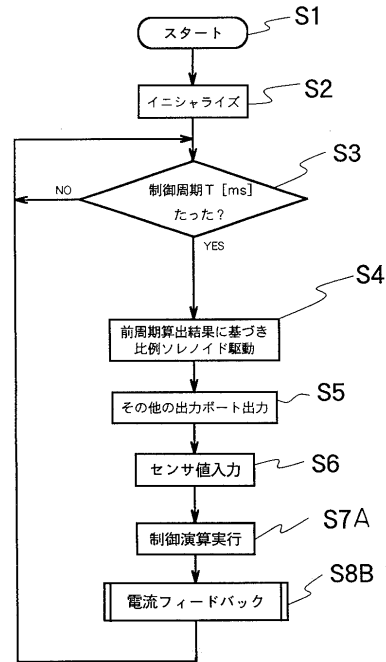 S1
スタート
S2
イニシャライズ
S3
制御周期T [ms]
たった?
NO
YES
S4
前周期算出結果に基づき
比例ソレノイド駆動
S5
その他の出力ポート出力
S6
センサ値入力
S7A
制御演算実行
S8B
電流フィードバック